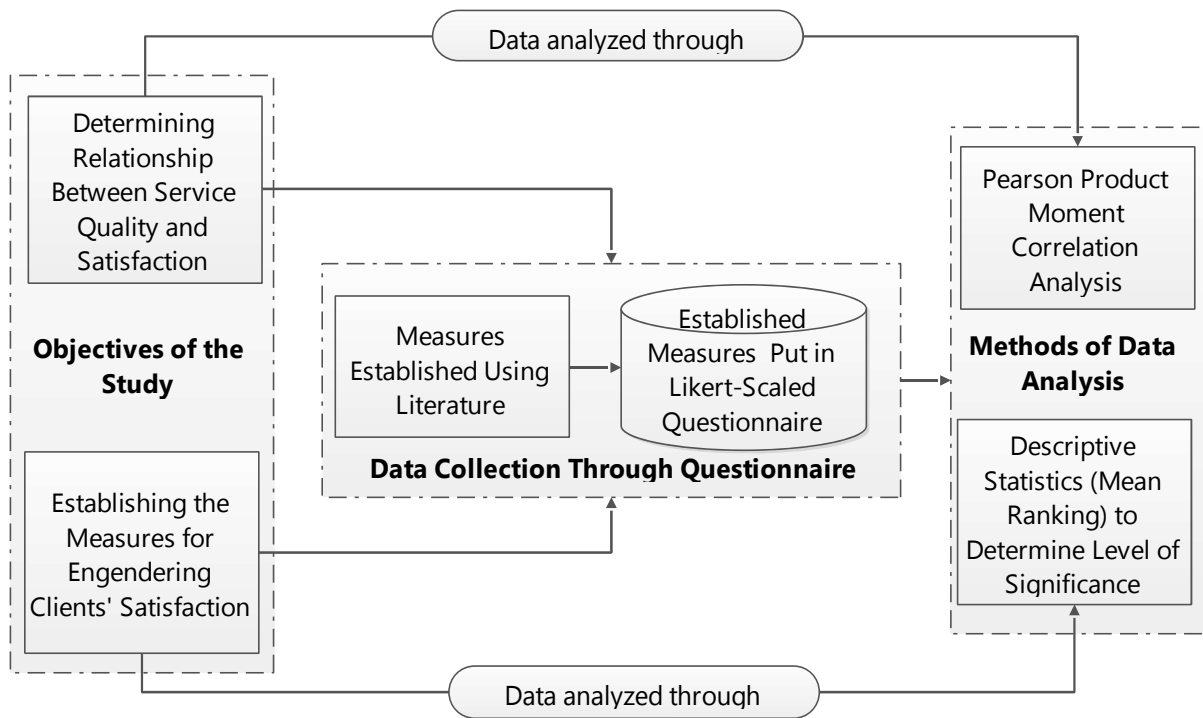 Data analyzed through
Determining
Relationship
Between Service
Quality and
Satisfaction
Objectives of the
Study
Establishing the
Measures for
Engendering
Clients' Satisfaction
Measures
Established Using
Literature
Established
Measures Put in
Likert-Scaled
Questionnaire
Data Collection Through Questionnaire
Pearson Product
Moment
Correlation
Analysis
Methods of Data
Analysis
Descriptive
Statistics (Mean
Ranking) to
Determine Level of
Significance
Data analyzed through